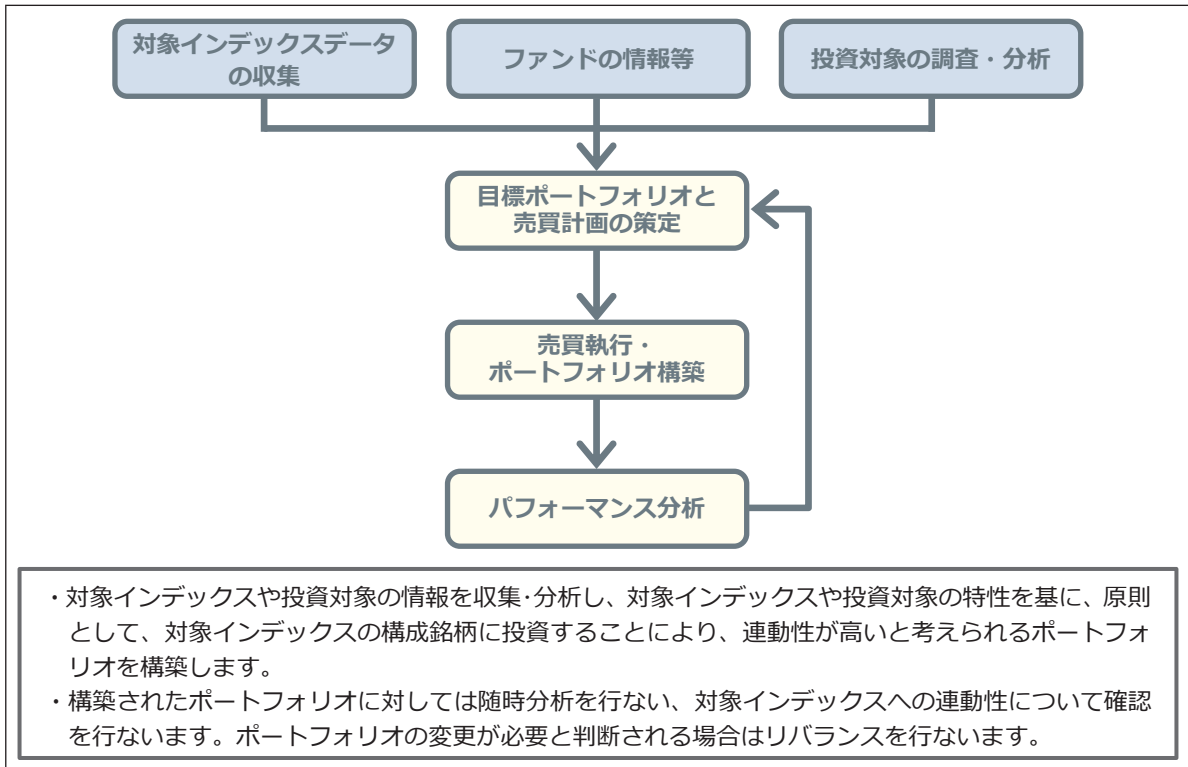 対象インデックスデータ
の収集
ファンドの情報等
投資対象の調査・分析
目標ポートフォリオと
売買計画の策定
売買執行・
ポートフォリオ構築
パフォーマンス分析
・対象インデックスや投資対象の情報を収集･分析し、対象インデックスや投資対象の特性を基に、原則
として、対象インデックスの構成銘柄に投資することにより、連動性が高いと考えられるポートフォ
リオを構築します。
・構築されたポートフォリオに対しては随時分析を行ない、対象インデックスへの連動性について確認
を行ないます。ポートフォリオの変更が必要と判断される場合はリバランスを行ないます。